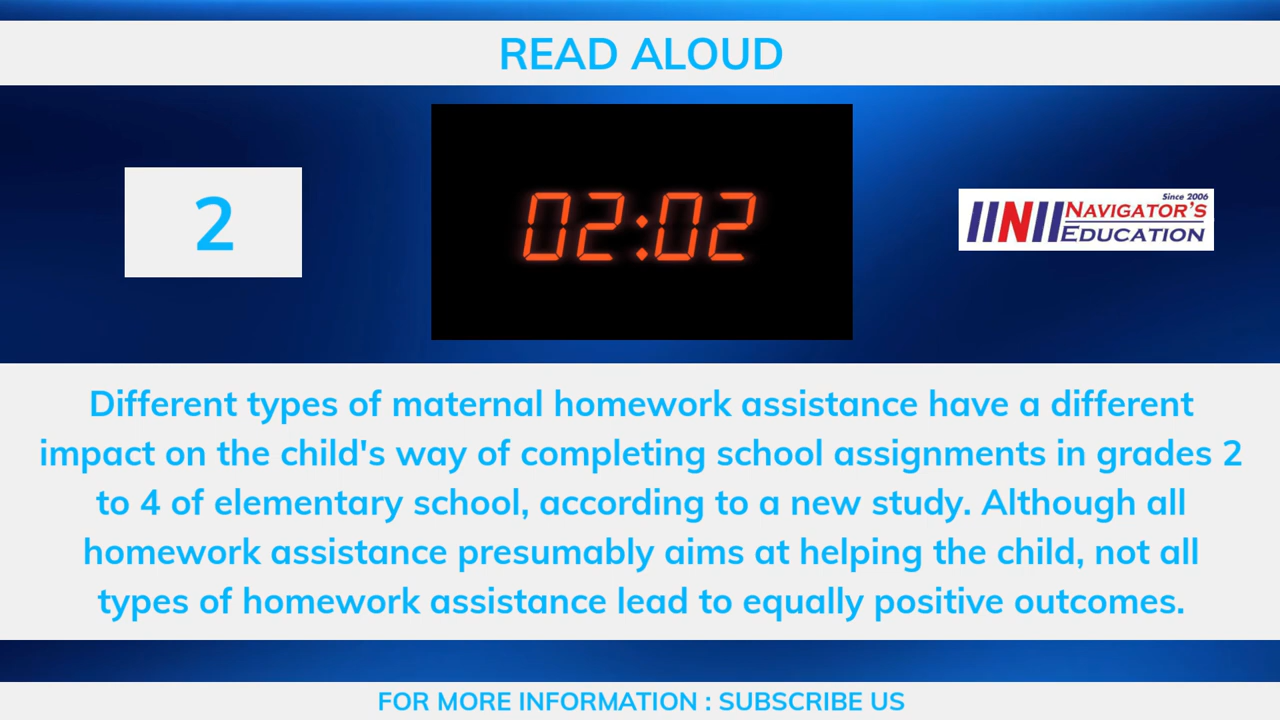 READ ALOUD
2
02:02
Since 2006
NAVIGATOR'S
EDUCATION
Different types of maternal homework assistance have a different
impact on the child's way of completing school assignments in grades 2
to 4 of elementary school, according to a new study. Although all
homework assistance presumably aims at helping the child, not all
types of homework assistance lead to equally positive outcomes.
FOR MORE INFORMATION : SUBSCRIBE US